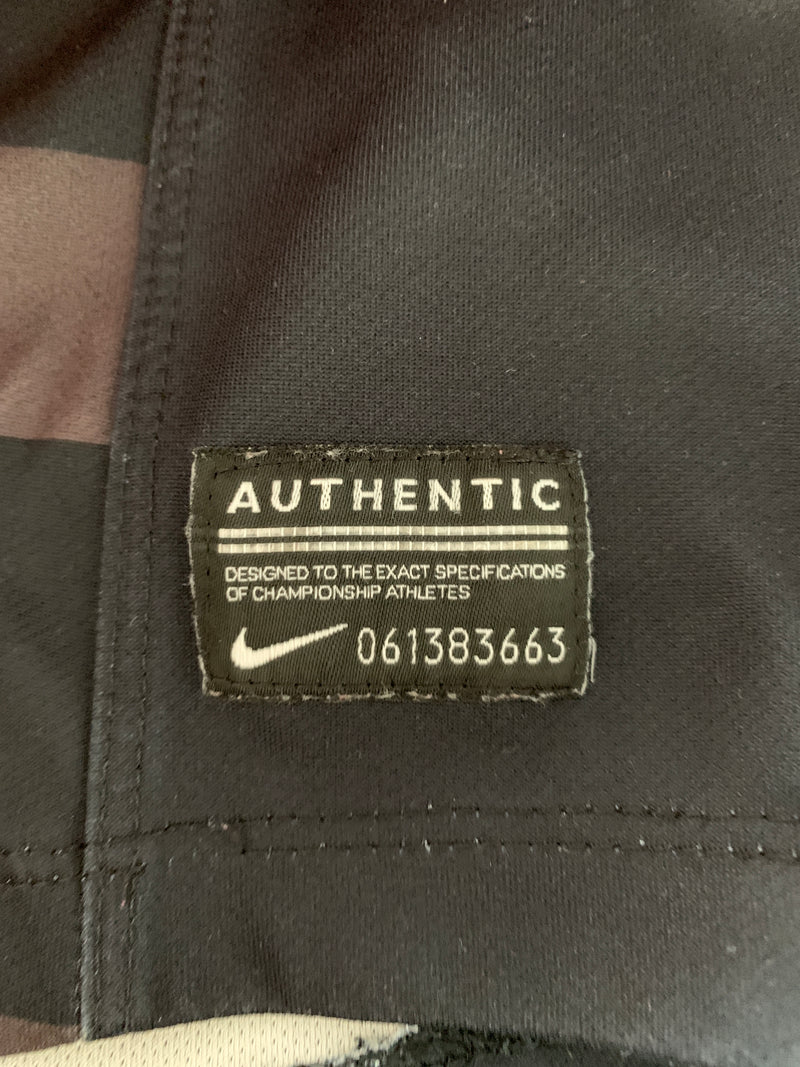 AUTHENTIC
DESIGNED TO THE EXACT SPECIFICATIONS
OF CHAMPIONSHIP ATHLETES
061383663